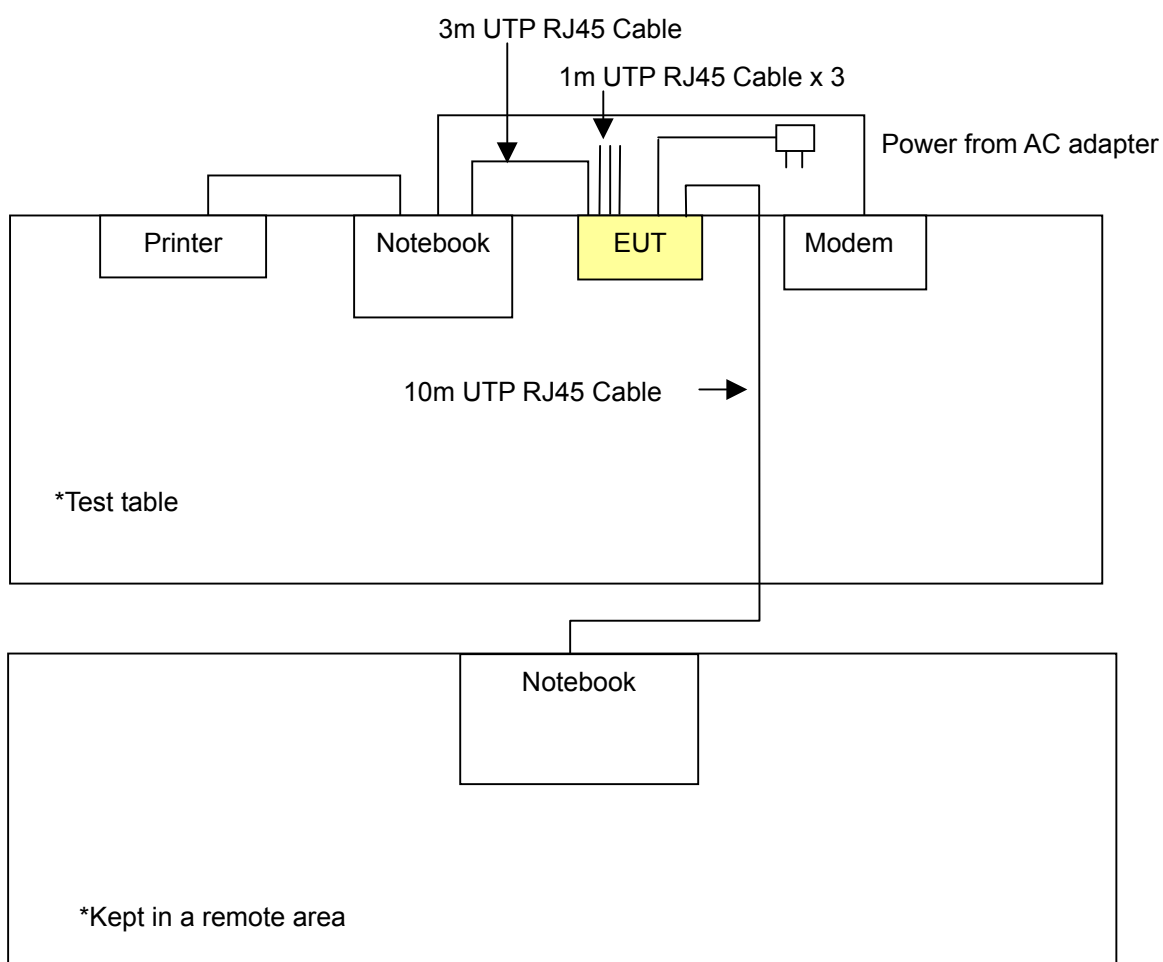 3m UTP RJ45 Cable
1m UTP RJ45 Cable x 3
Power from AC adapter
Printer
Notebook
EUT
Modem
10m UTP RJ45 Cable
*Test table
Notebook
*Kept in a remote area